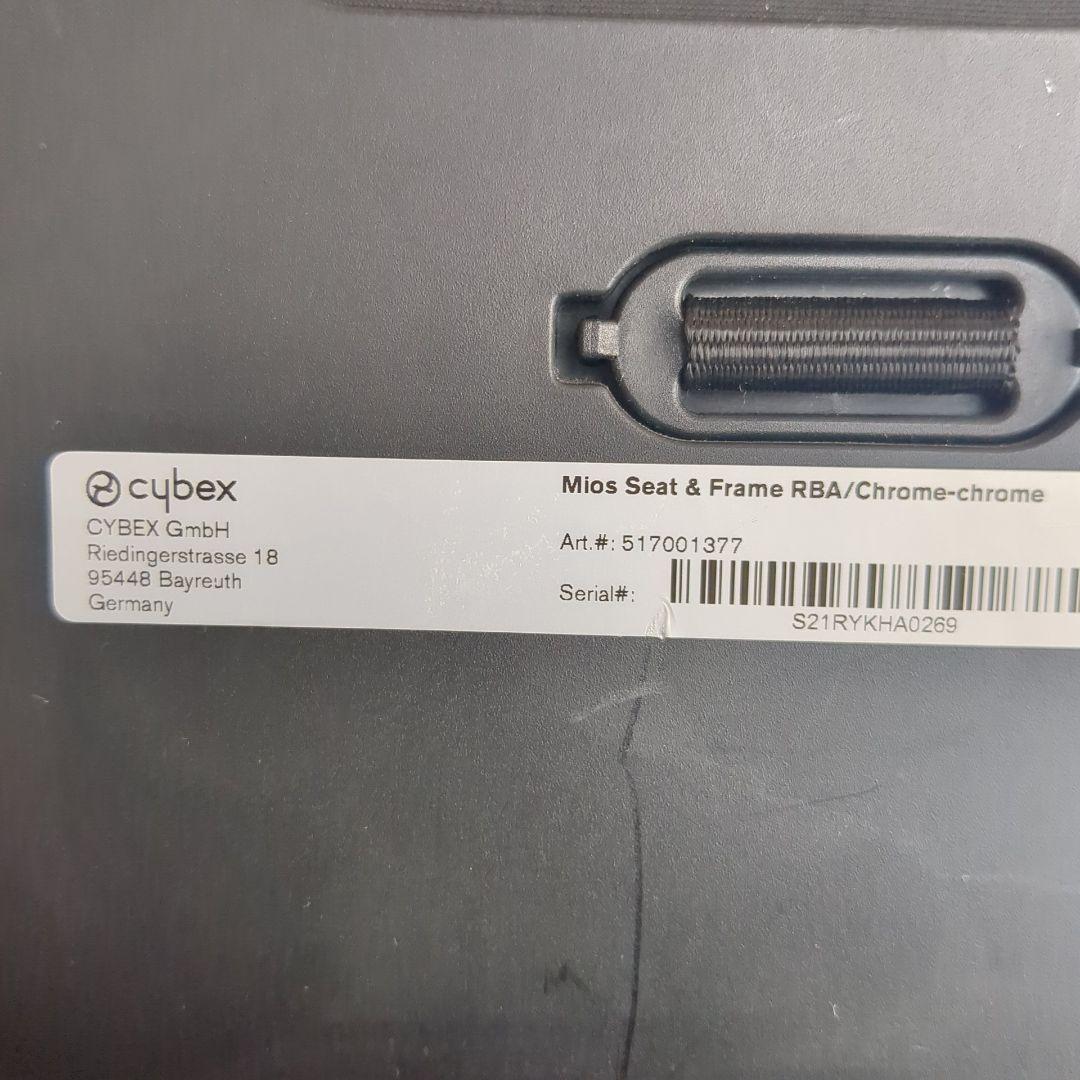 cybex
CYBEX GmbH
Riedingerstrasse 18
95448 Bayreuth
Germany
Mios Seat & Frame RBA/Chrome-chrome
Art.#: 517001377
Serial#:
S21RYKHA0269